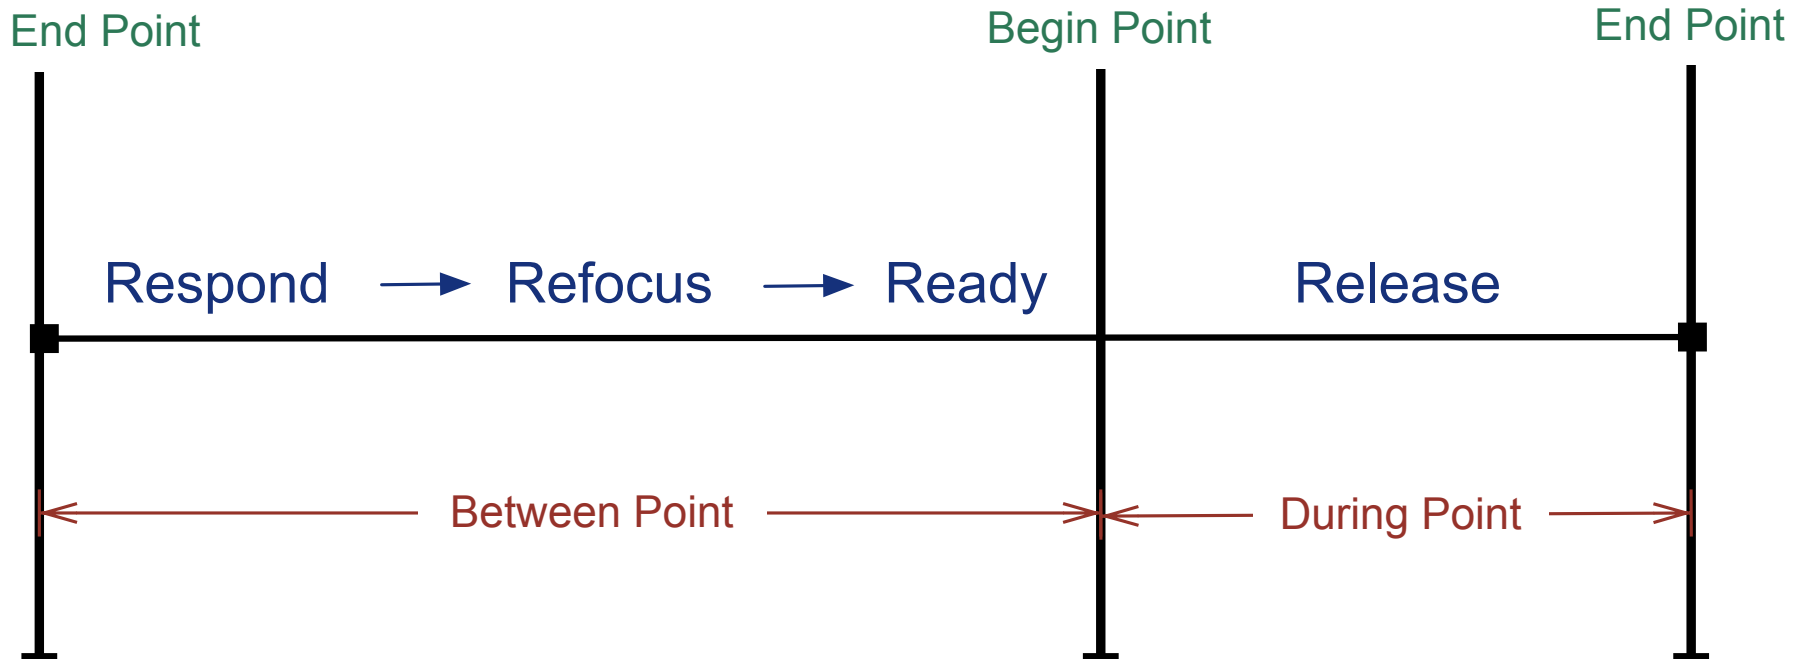 End Point
Begin Point
End Point
Respond
Refocus
Ready
Release
Between Point
During Point